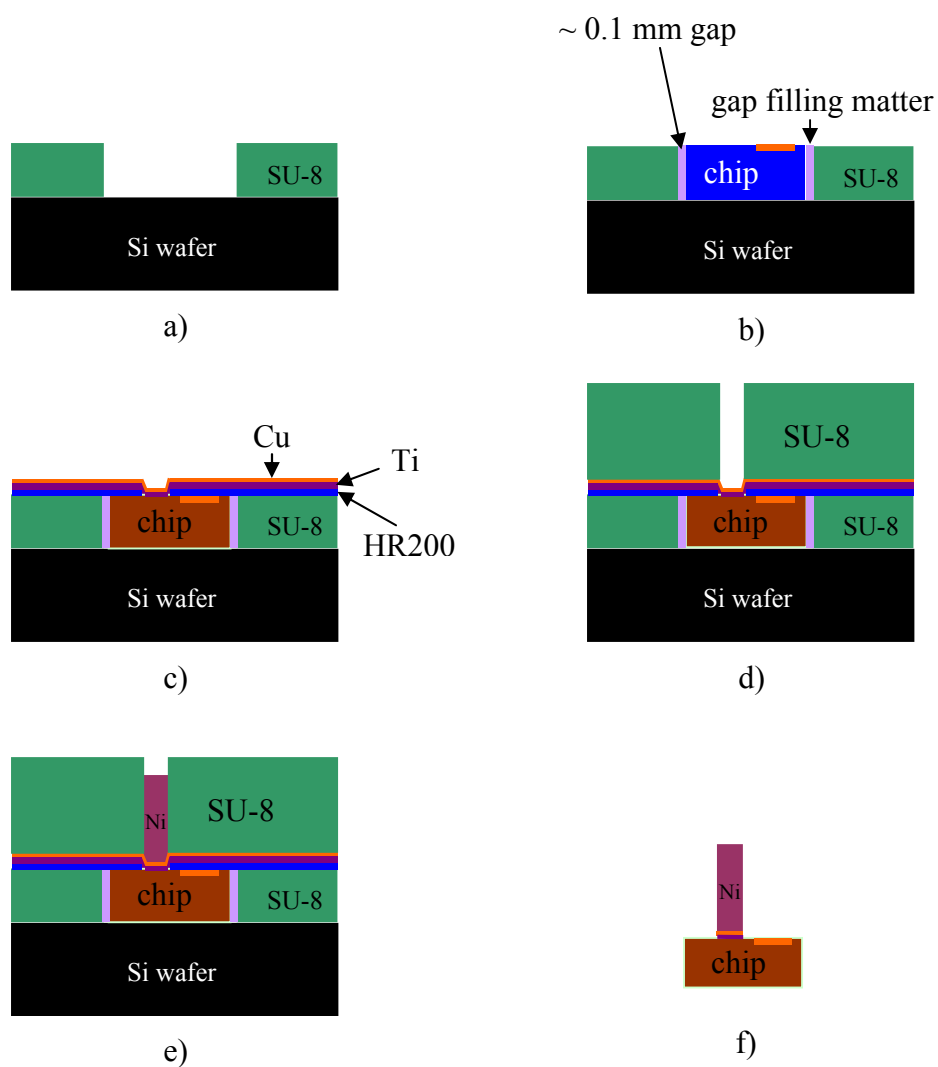 ~ 0.1 mm gap
gap filling matter
SU-8
Si wafer
a)
chip
SU-8
Si wafer
b)
Cu
Ti
HR200
chip
SU-8
Si wafer
c)
SU-8
chip
SU-8
Si wafer
d)
Ni
SU-8
chip
SU-8
Si wafer
e)
Ni
chip
f)